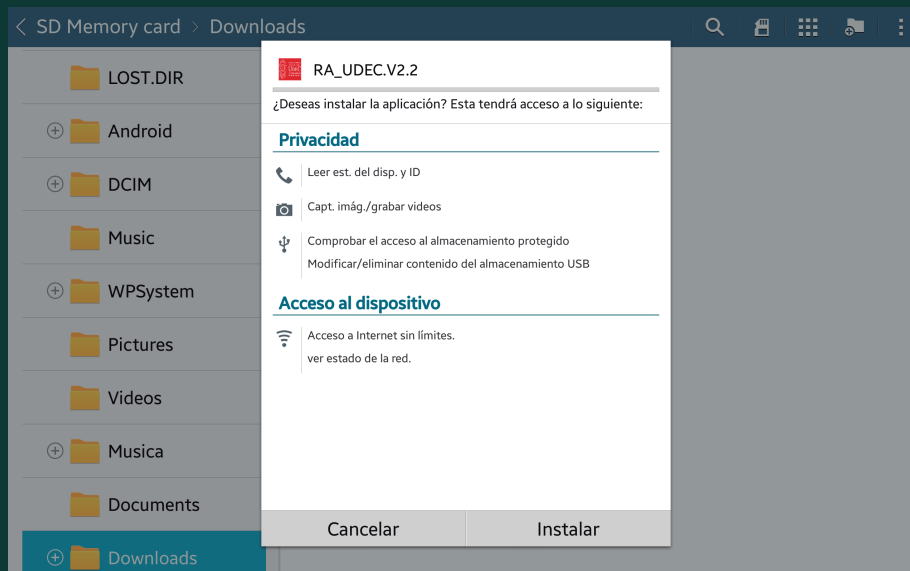 SD Memory card > Downloads
LOST.DIR
Android
DCIM
Music
WPSystem
Pictures
Videos
Musica
Documents
Downloads
RA_UDEC.V2.2
¿Deseas instalar la aplicación? Esta tendrá acceso a lo siguiente:
Privacidad
Leer est. del disp. y ID
Capt. imág./grabar videos
Comprobar el acceso al almacenamiento protegido
Modificar/eliminar contenido del almacenamiento USB
Acceso al dispositivo
Acceso a Internet sin límites.
ver estado de la red.
Cancelar
Instalar